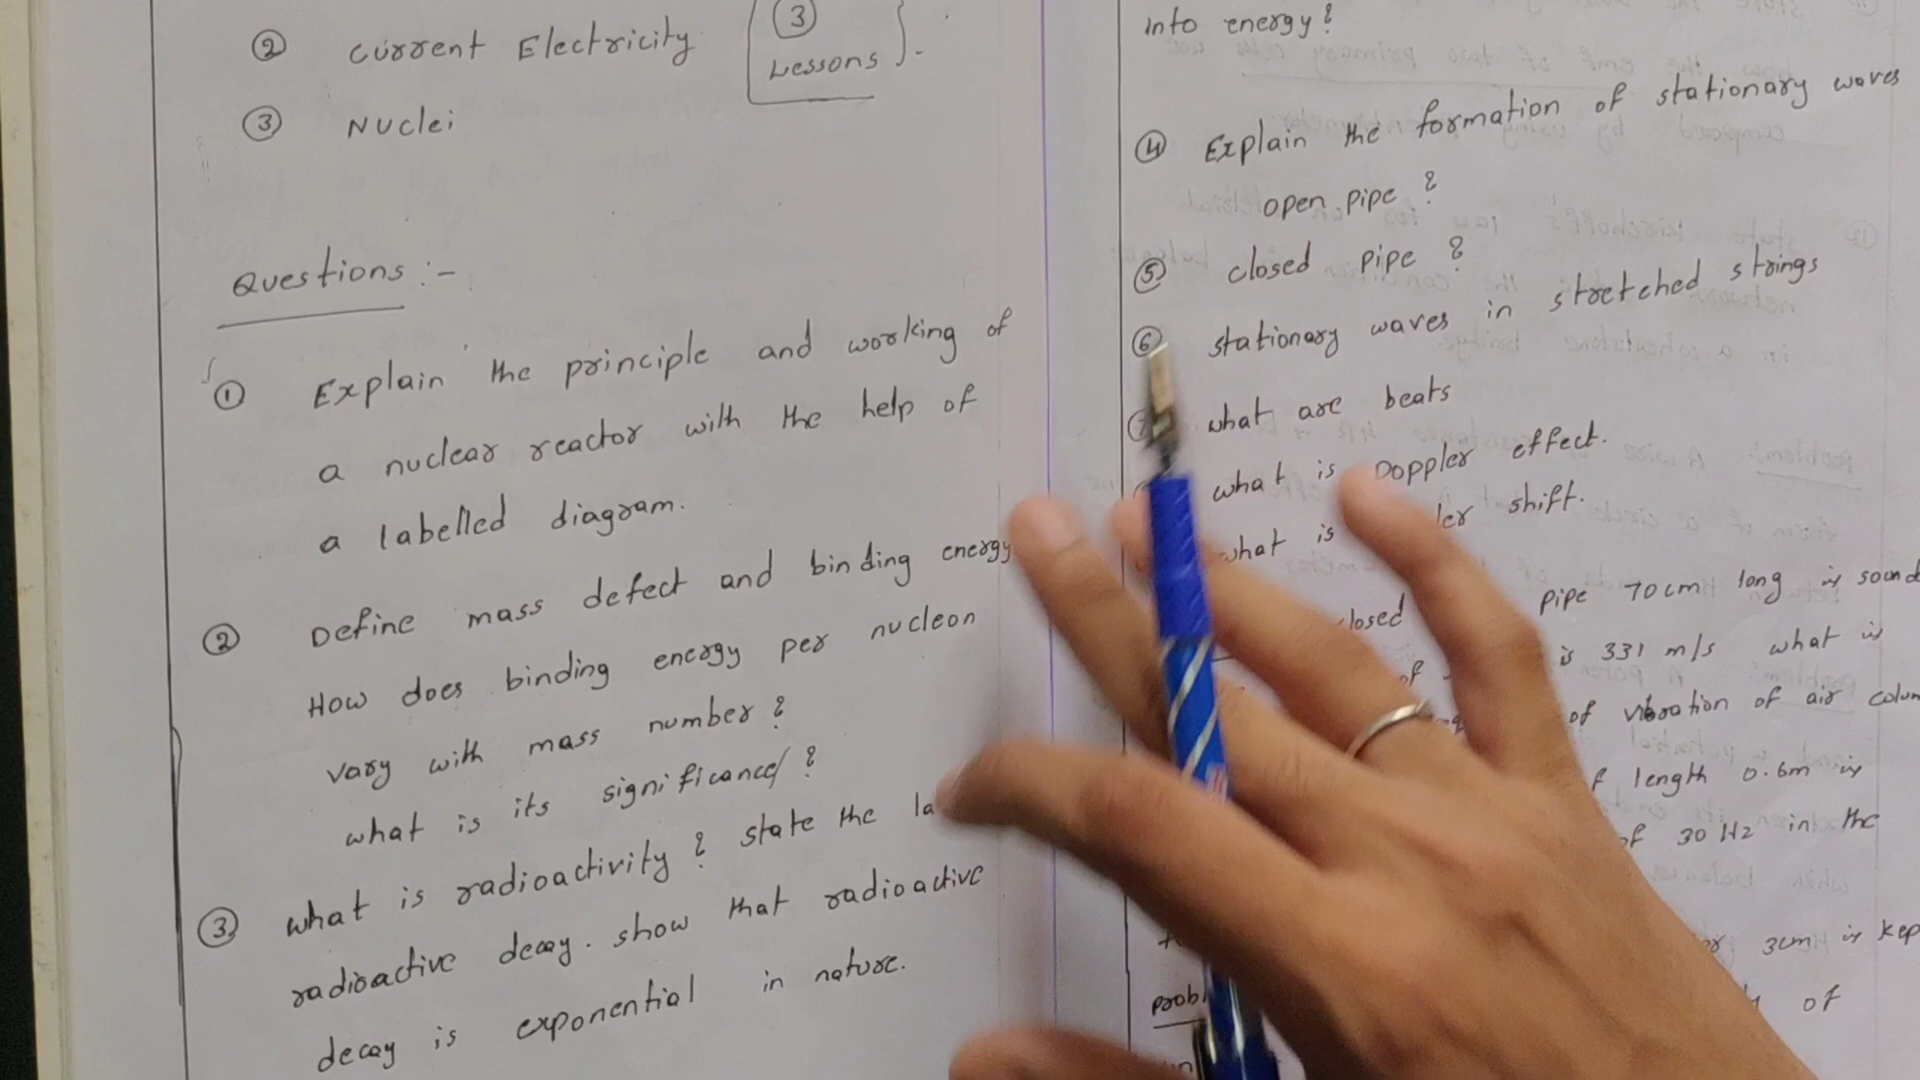 ② Current Electricity
③ Lessons
③ Nuclei
Questions :-
① Explain the principle and working of
a nuclear reactor with the help of
a labelled diagram.
② Define mass defect and binding energy
How does binding energy per nucleon
vary with mass number ?
what is its significance ?
③ what is radioactivity ? state the
radioactive decay. show that radioactive
decay is exponential in nature.
into energy ?
④ Explain the formation of stationary waves
open pipe ?
⑤ closed pipe ?
⑥ stationary waves in stretched strings
what are beats
what is Doppler effect.
what is shift.
closed pipe 70cm long is sound
of is 331 m/s what is
of vibration of air
length 0.6m is
of 30 Hz in the
3cm is
of